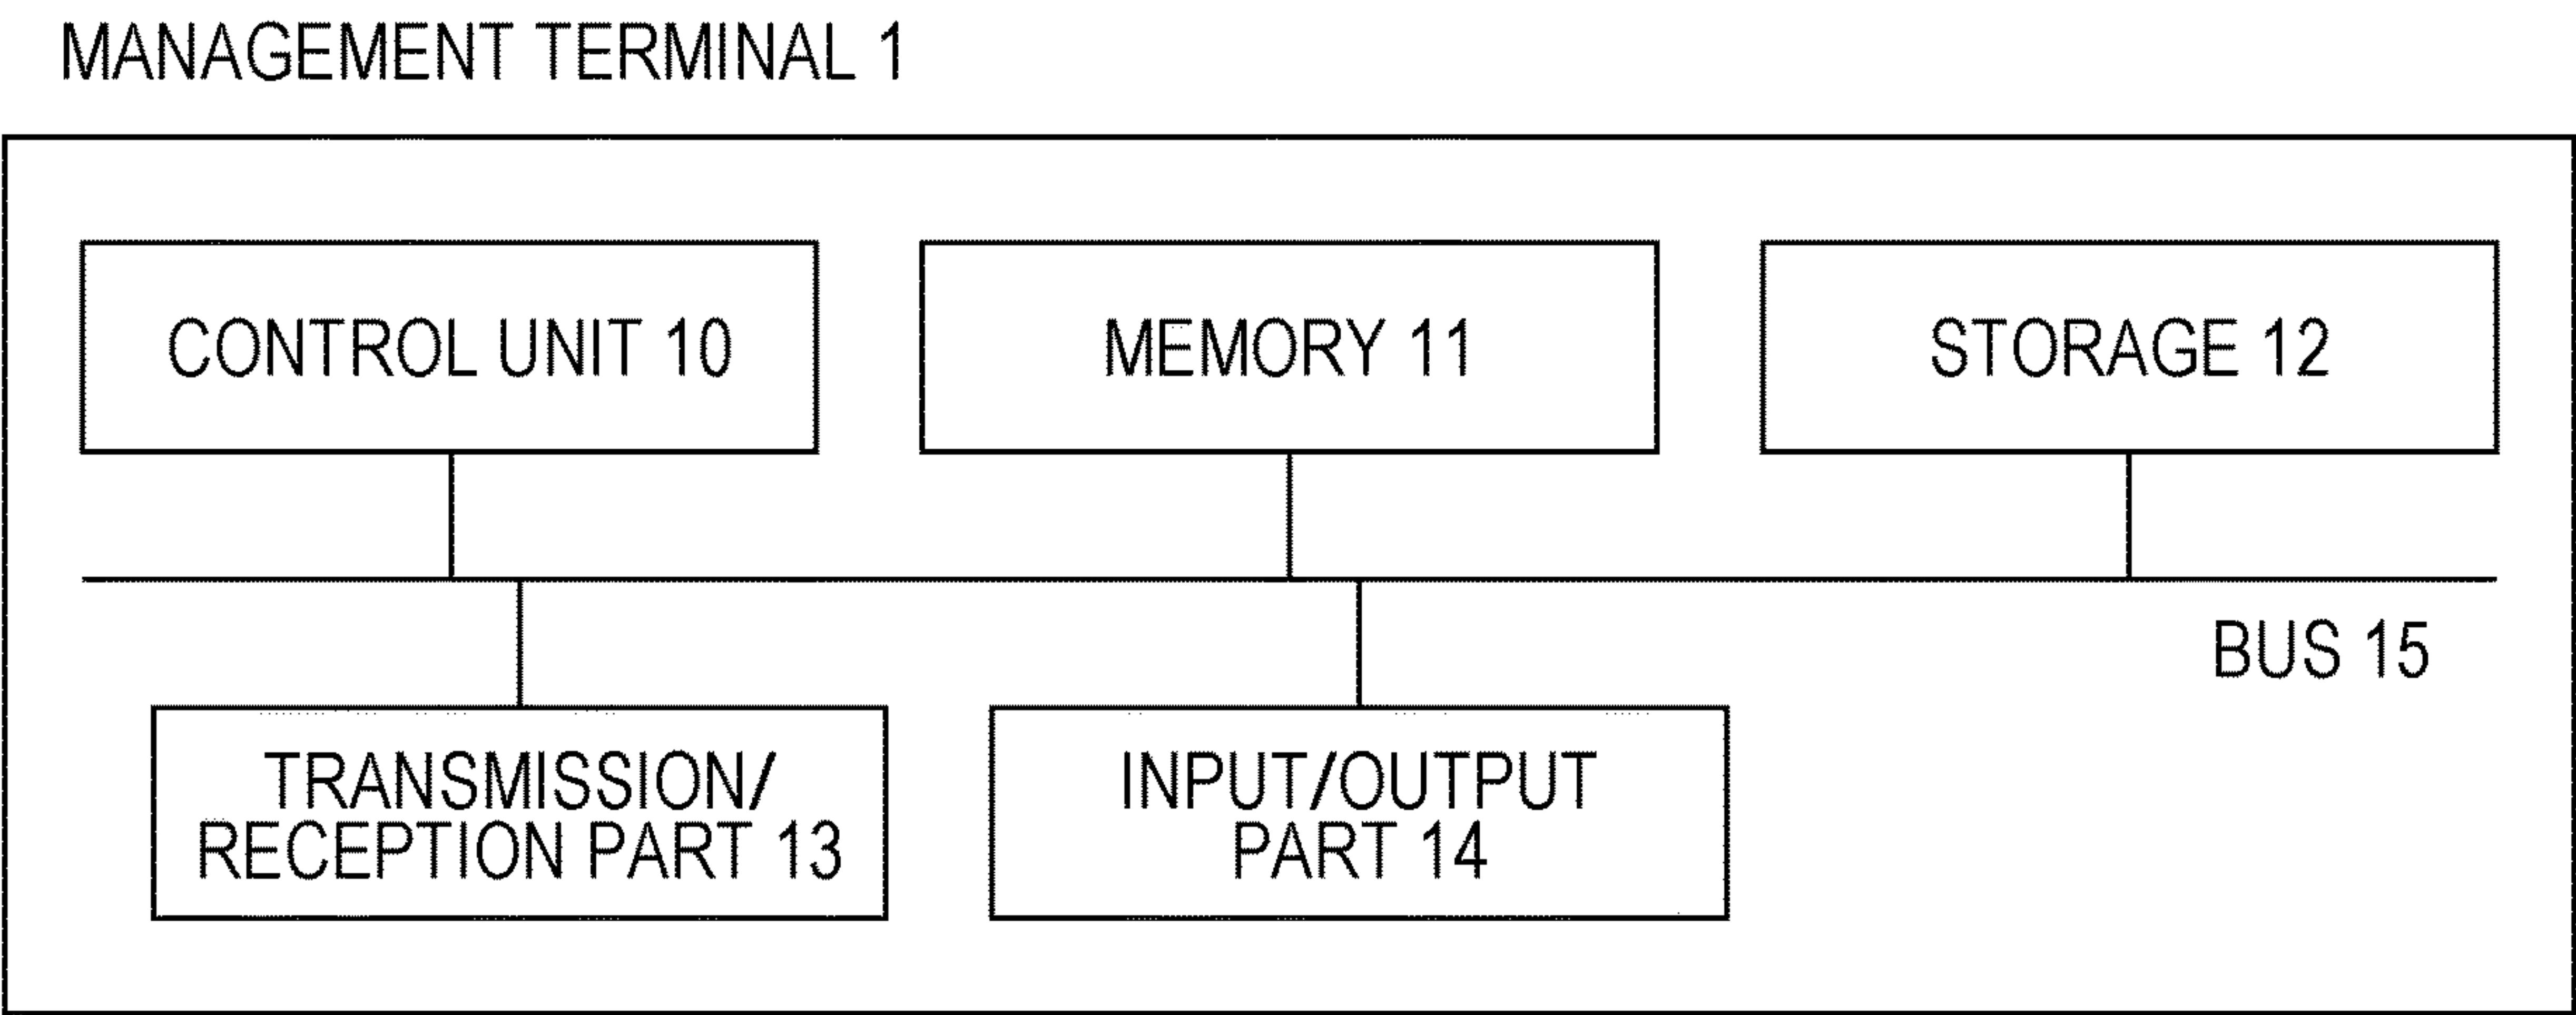 MANAGEMENT TERMINAL 1
CONTROL UNIT 10
MEMORY 11
STORAGE 12
BUS 15
TRANSMISSION/
RECEPTION PART 13
INPUT/OUTPUT
PART 14